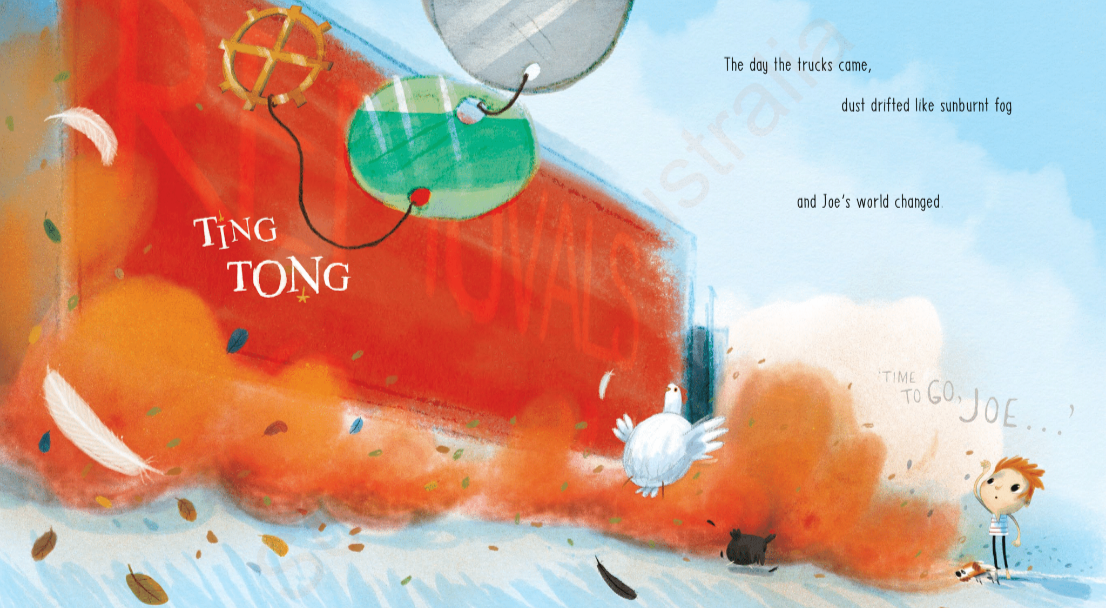 TiNG
TONG
The day the trucks came,
dust drifted like sunburnt fog
and Joe's world changed.
'TIME
TO GO, JOE....'